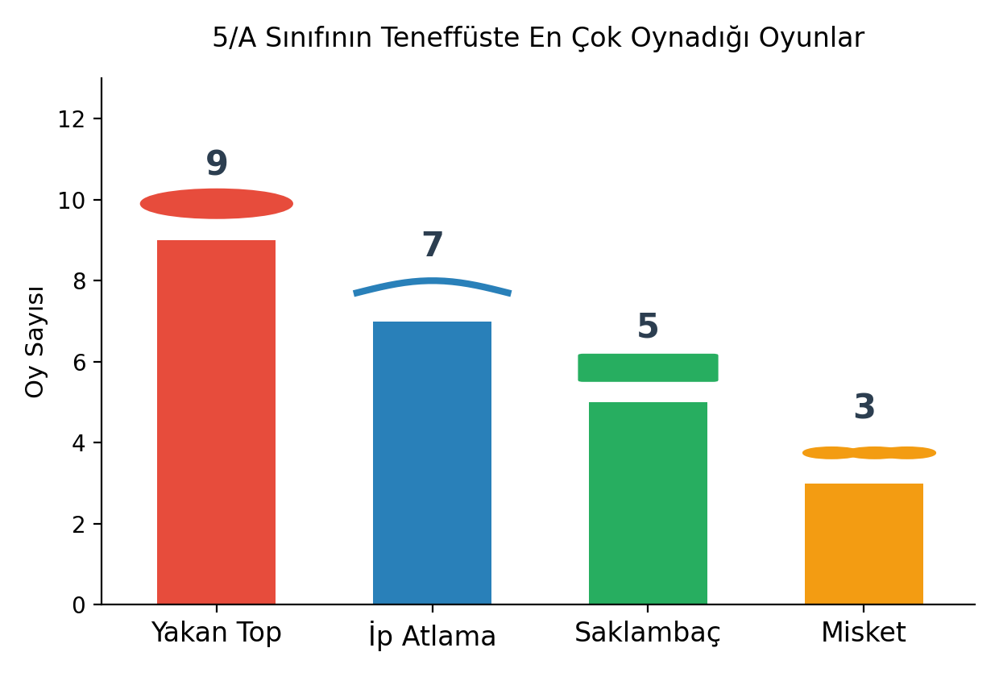 5/A Sınıfının Teneffüste En Çok Oynadığı Oyunlar
Oy Sayısı
12
10
8
6
4
2
0
9
7
5
3
Yakan Top
İp Atlama
Saklambaç
Misket